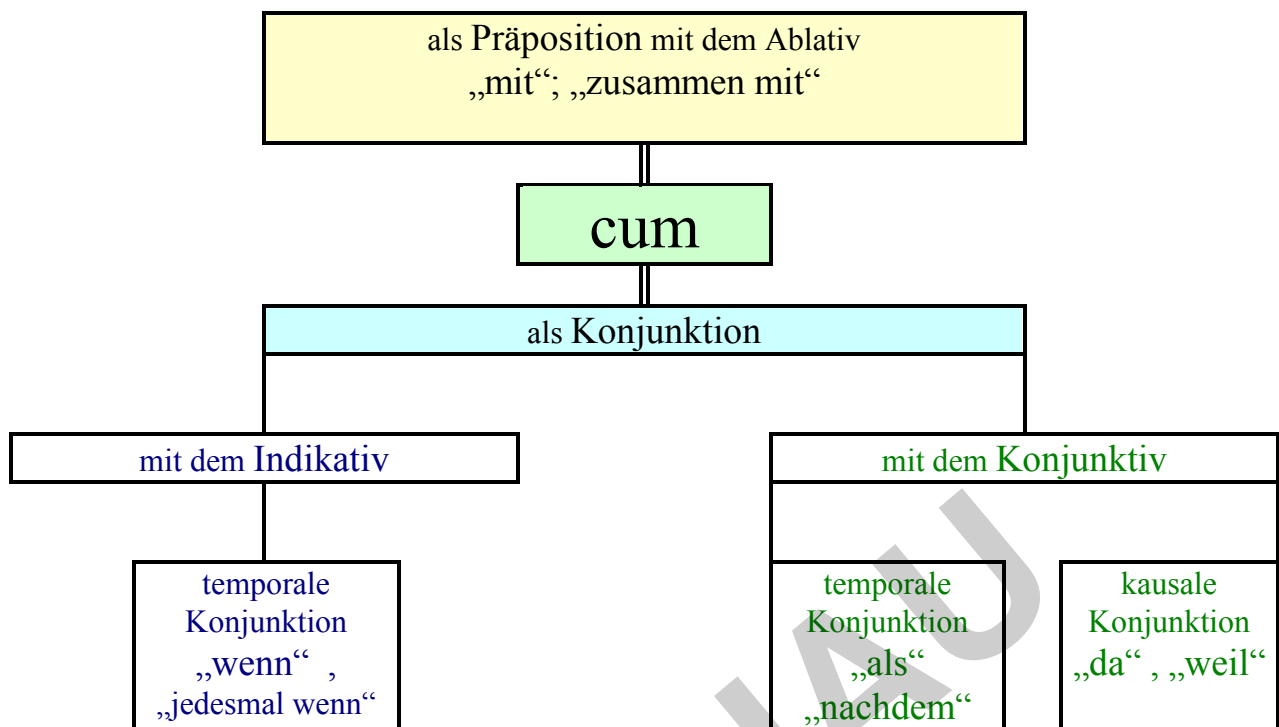 als Präposition mit dem Ablativ
„mit“; „zusammen mit“
cum
als Konjunktion
mit dem Indikativ
mit dem Konjunktiv
temporale
Konjunktion
„wenn“ ,
„jedesmal wenn“
temporale
Konjunktion
„als“
„nachdem“
kausale
Konjunktion
„da“ , „weil“